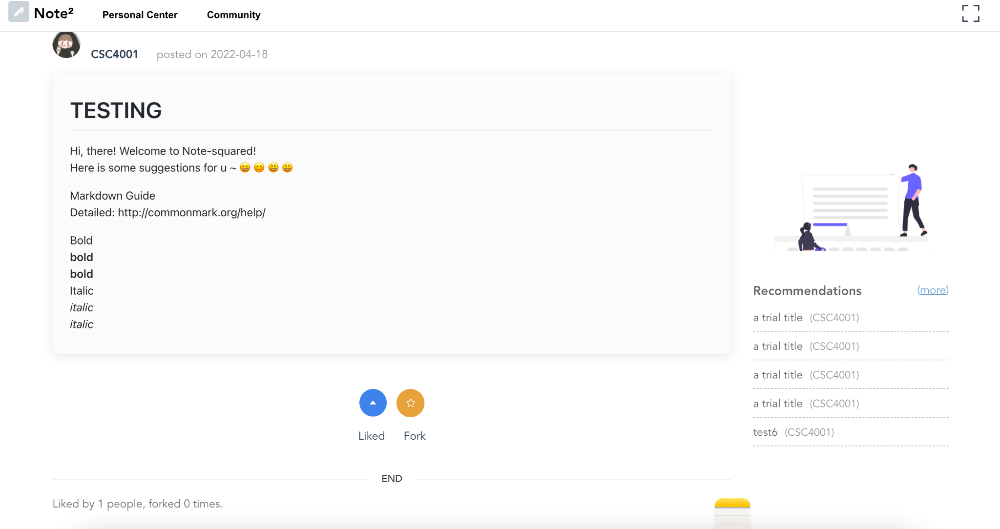 Note²
Personal Center
Community
CSC4001 posted on 2022-04-18
TESTING
Hi, there! Welcome to Note-squared!
Here is some suggestions for u ~ 😆 😊 😃 😃
Markdown Guide
Detailed: http://commonmark.org/help/
Bold
bold
bold
Italic
italic
italic
Liked
Fork
END
Liked by 1 people, forked 0 times.
Recommendations (more)
a trial title (CSC4001)
a trial title (CSC4001)
a trial title (CSC4001)
a trial title (CSC4001)
test6 (CSC4001)